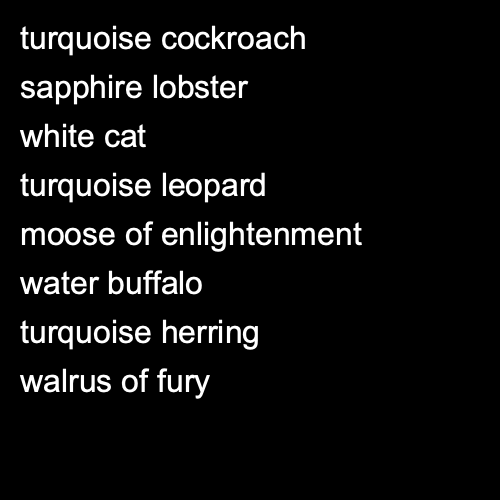 turquoise cockroach
sapphire lobster
white cat
turquoise leopard
moose of enlightenment
water buffalo
turquoise herring
walrus of fury